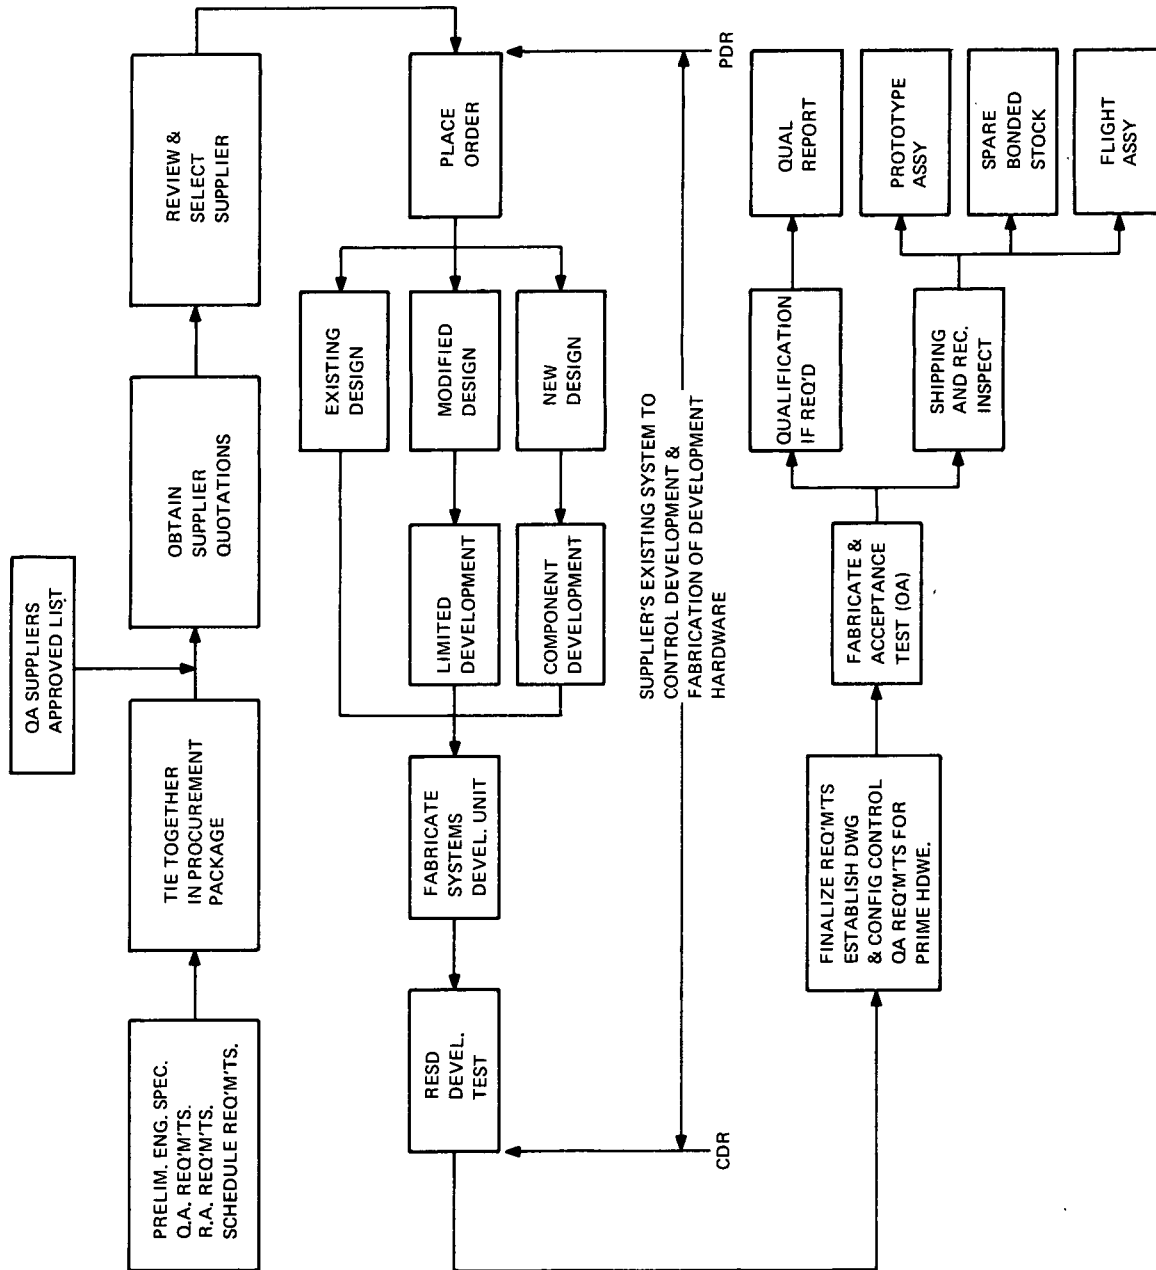 PRELIM. ENG. SPEC.
Q.A. REQ'M'TS.
R.A. REQ'M'TS.
SCHEDULE REQ'M'TS.
TIE TOGETHER
IN PROCUREMENT
PACKAGE
QA SUPPLIERS
APPROVED LIST
OBTAIN
SUPPLIER
QUOTATIONS
REVIEW &
SELECT
SUPPLIER
PLACE
ORDER
EXISTING
DESIGN
MODIFIED
DESIGN
NEW
DESIGN
LIMITED
DEVELOPMENT
COMPONENT
DEVELOPMENT
FABRICATE
SYSTEMS
DEVEL. UNIT
RESD
DEVEL.
TEST
CDR
SUPPLIER'S EXISTING SYSTEM TO
CONTROL DEVELOPMENT &
FABRICATION OF DEVELOPMENT
HARDWARE
PDR
FINALIZE REQ'M'TS
ESTABLISH DWG
& CONFIG CONTROL
QA REQ'M'TS FOR
PRIME HDWE.
FABRICATE &
ACCEPTANCE
TEST (OA)
QUALIFICATION
IF REQ'D
QUAL
REPORT
SHIPPING
AND REC.
INSPECT
PROTOTYPE
ASSY
SPARE
BONDED
STOCK
FLIGHT
ASSY